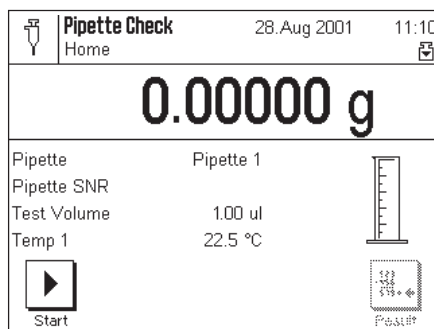 Pipette Check 28.Aug 2001 11:10
Home
0.00000 g
Pipette Pipette 1
Pipette SNR
Test Volume 1.00 ul
Temp 1 22.5 °C
Start Result